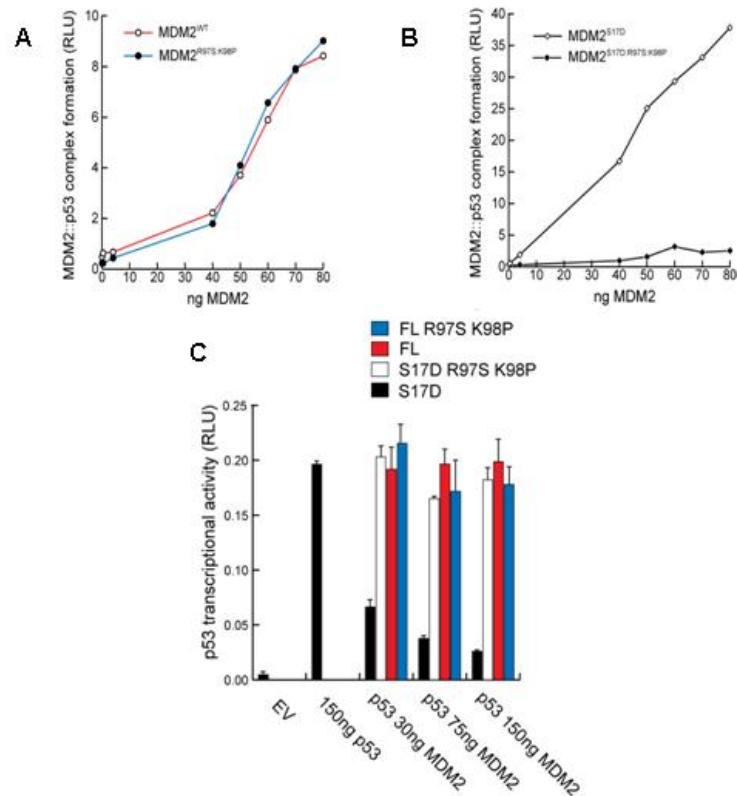 A
MDM2::p53 complex formation (RLU)
10
8
6
4
2
0
MDM2WT
MDM2R97S:K98P
0 10 20 30 40 50 60 70 80
ng MDM2
B
MDM2::p53 complex formation (RLU)
40
35
30
25
20
15
10
5
0
MDM2S17D
MDM2S17D:R97S:K98P
0 10 20 30 40 50 60 70 80
ng MDM2
C
FL R97S K98P
FL
S17D R97S K98P
S17D
p53 transcriptional activity (RLU)
0.25
0.20
0.15
0.10
0.05
0.00
EV
150ng p53
p53 30ng MDM2
p53 75ng MDM2
p53 150ng MDM2